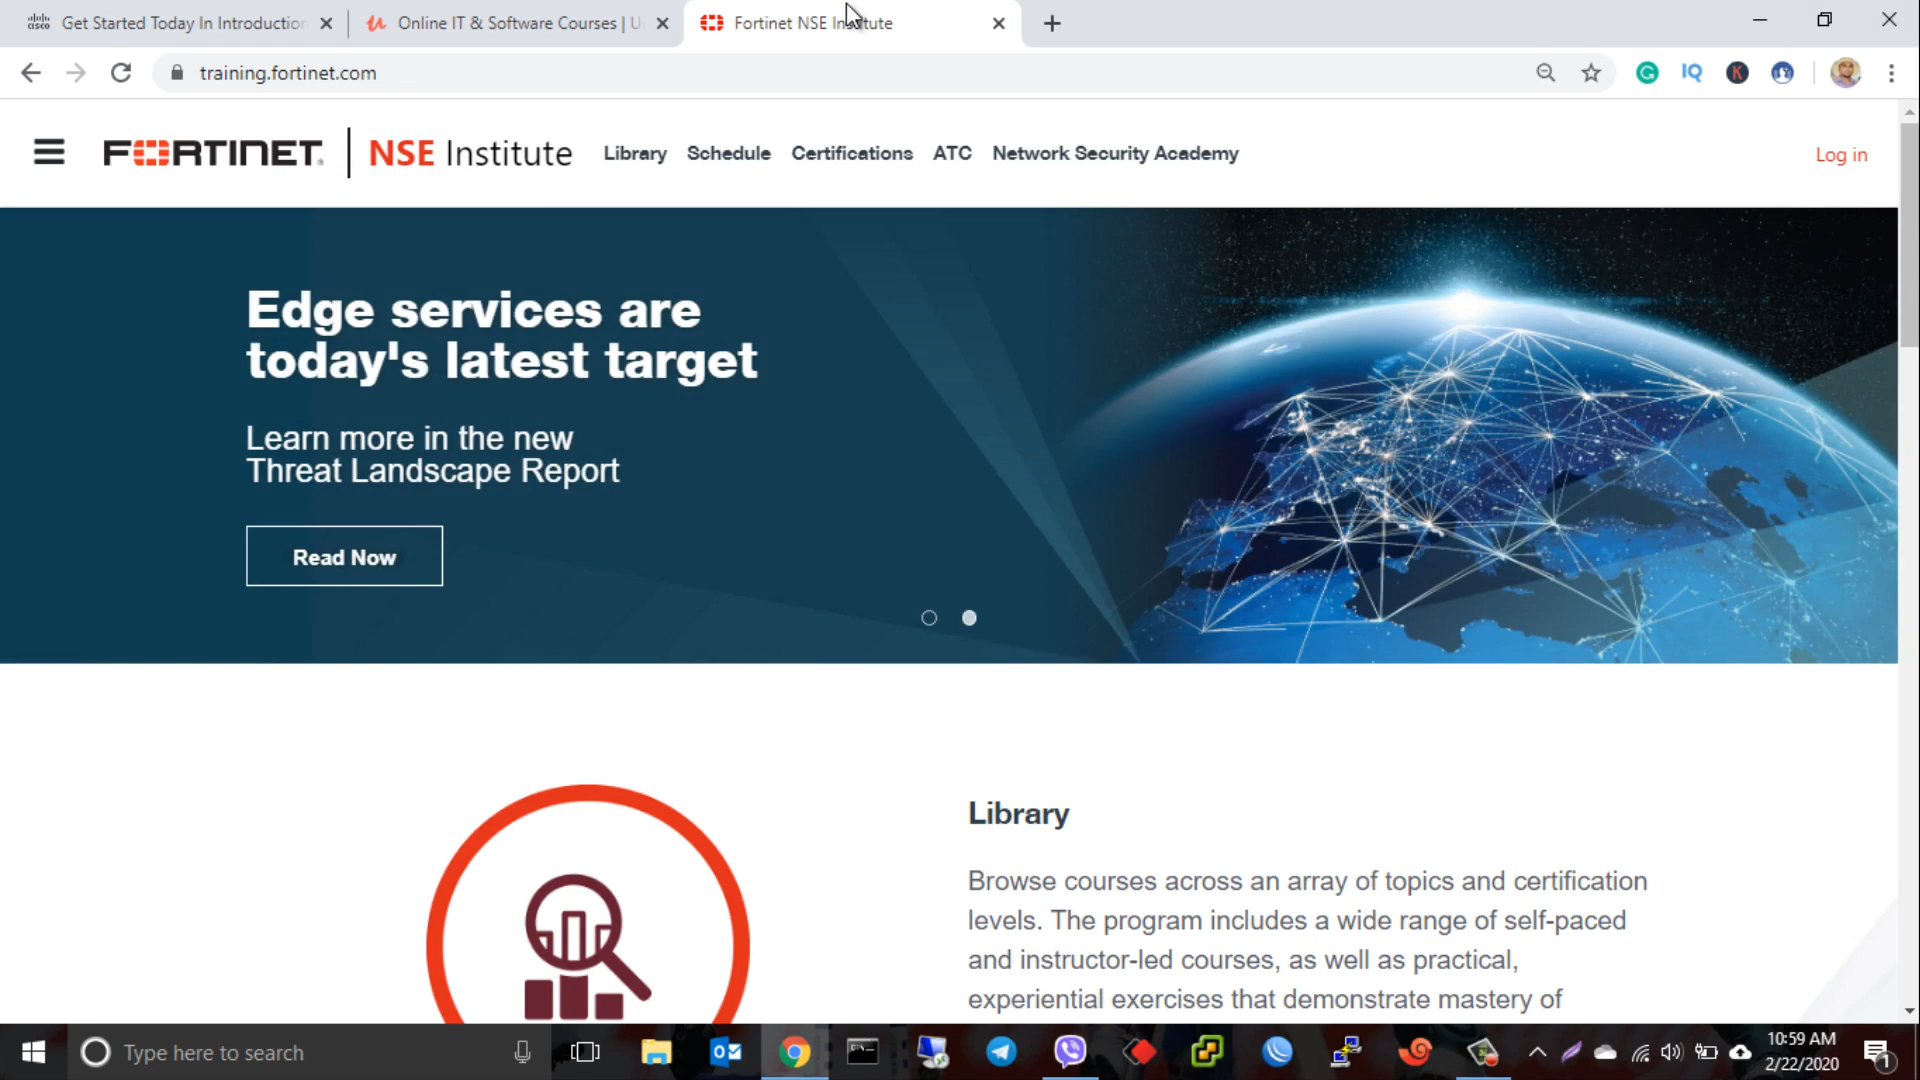 Get Started Today In Introduction
Online IT & Software Courses | U
Fortinet NSE Institute
training.fortinet.com
FORTINET
NSE Institute
Library
Schedule
Certifications
ATC
Network Security Academy
Log in
Edge services are
today's latest target
Learn more in the new
Threat Landscape Report
Read Now
Library
Browse courses across an array of topics and certification
levels. The program includes a wide range of self-paced
and instructor-led courses, as well as practical,
experiential exercises that demonstrate mastery of
Type here to search
10:59 AM
2/22/2020
1